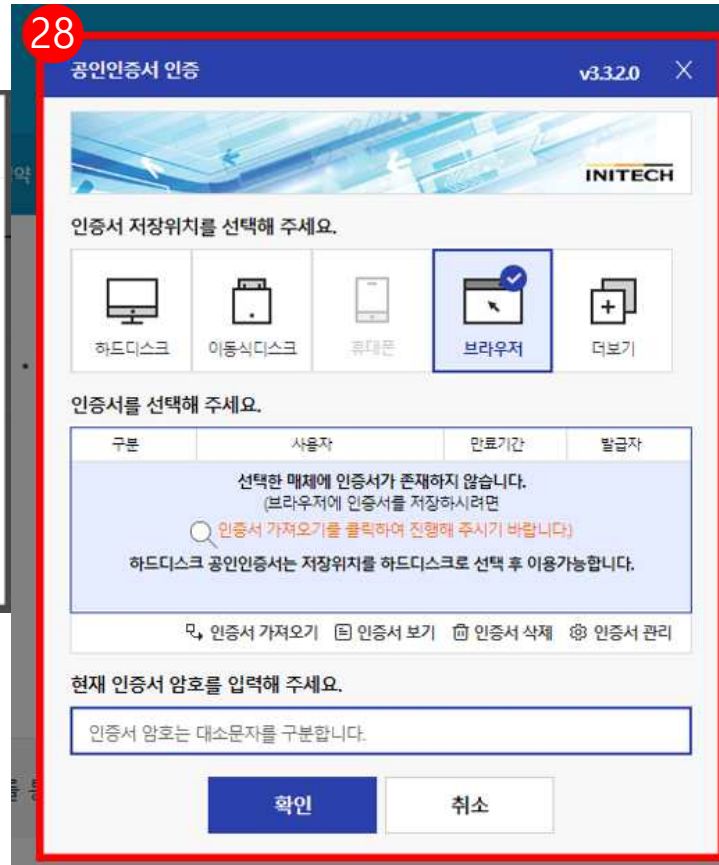 28
공인인증서 인증 v3.3.2.0
INITECH
인증서 저장위치를 선택해 주세요.
하드디스크 이동식디스크 휴대폰 브라우저 더보기
인증서를 선택해 주세요.
구분 사용자 만료기간 발급자
선택한 매체에 인증서가 존재하지 않습니다.
(브라우저에 인증서를 저장하시려면
인증서 가져오기를 클릭하여 진행해 주시기 바랍니다.)
하드디스크 공인인증서는 저장위치를 하드디스크로 선택 후 이용가능합니다.
인증서 가져오기 인증서 보기 인증서 삭제 인증서 관리
현재 인증서 암호를 입력해 주세요.
인증서 암호는 대소문자를 구분합니다.
확인 취소